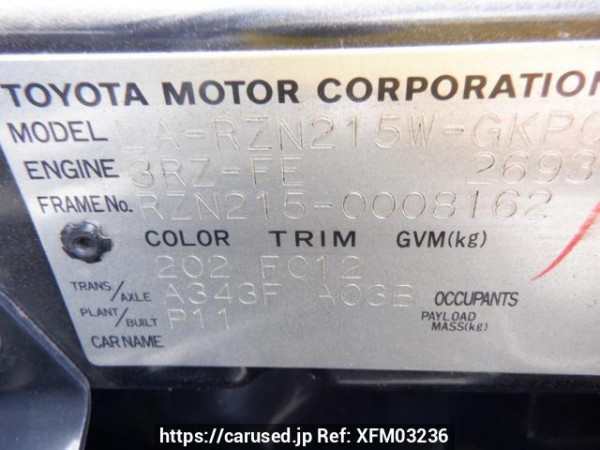 TOYOTA MOTOR CORPORATION
MODEL LA-RZN215W-GKPG
ENGINE 3RZ-FE 2693
FRAME No. RZN215-0008162
COLOR TRIM GVM(kg)
202 FC12
TRANS./AXLE A343F A03B OCCUPANTS
PLANT/BUILT P11 PAYLOAD MASS(kg)
CAR NAME
https://carused.jp Ref: XFM03236